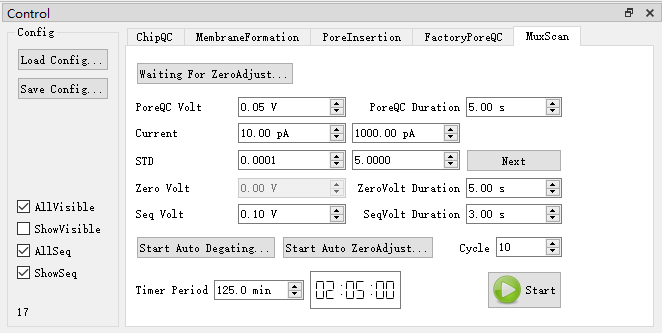 Control
Config
Load Config...
Save Config...
AllVisible
ShowVisible
AllSeq
ShowSeq
17
ChipQC MembraneFormation PoreInsertion FactoryPoreQC MuxScan
Waiting For ZeroAdjust...
PoreQC Volt 0.05 V PoreQC Duration 5.00 s
Current 10.00 pA 1000.00 pA
STD 0.0001 5.0000 Next
Zero Volt 0.00 V ZeroVolt Duration 5.00 s
Seq Volt 0.10 V SeqVolt Duration 3.00 s
Start Auto Degating... Start Auto ZeroAdjust... Cycle 10
Timer Period 125.0 min 02:05:00 Start